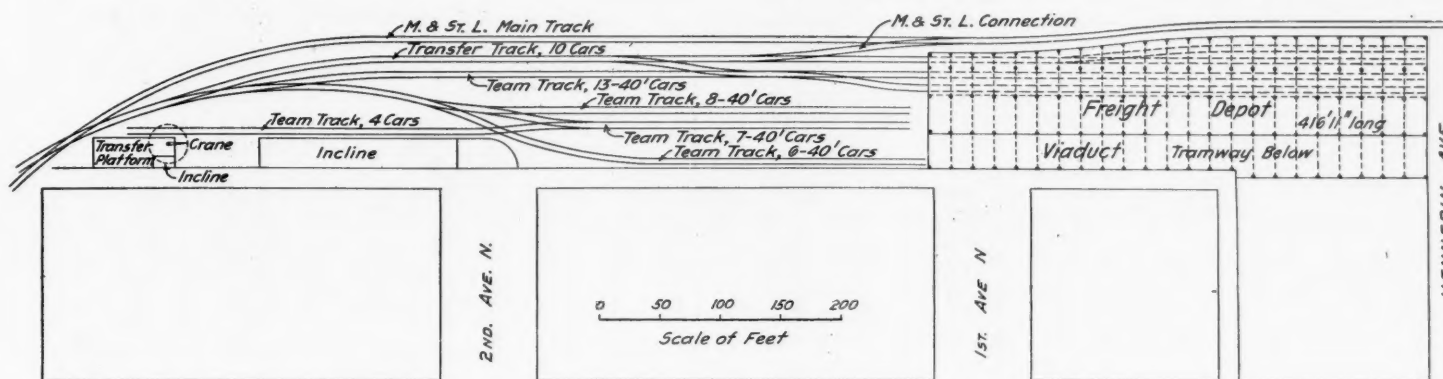 M. & ST. L. Main Track
M. & ST. L. Connection
Transfer Track, 10 Cars
Team Track, 13-40' Cars
Team Track, 8-40' Cars
Team Track, 4 Cars
Team Track, 7-40' Cars
Team Track, 6-40' Cars
Transfer
Platform
Crane
Incline
Incline
Freight Depot 416'11" long
Viaduct Tramway Below
2ND. AVE. N.
1ST. AVE N
AVE
0 50 100 150 200
Scale of Feet